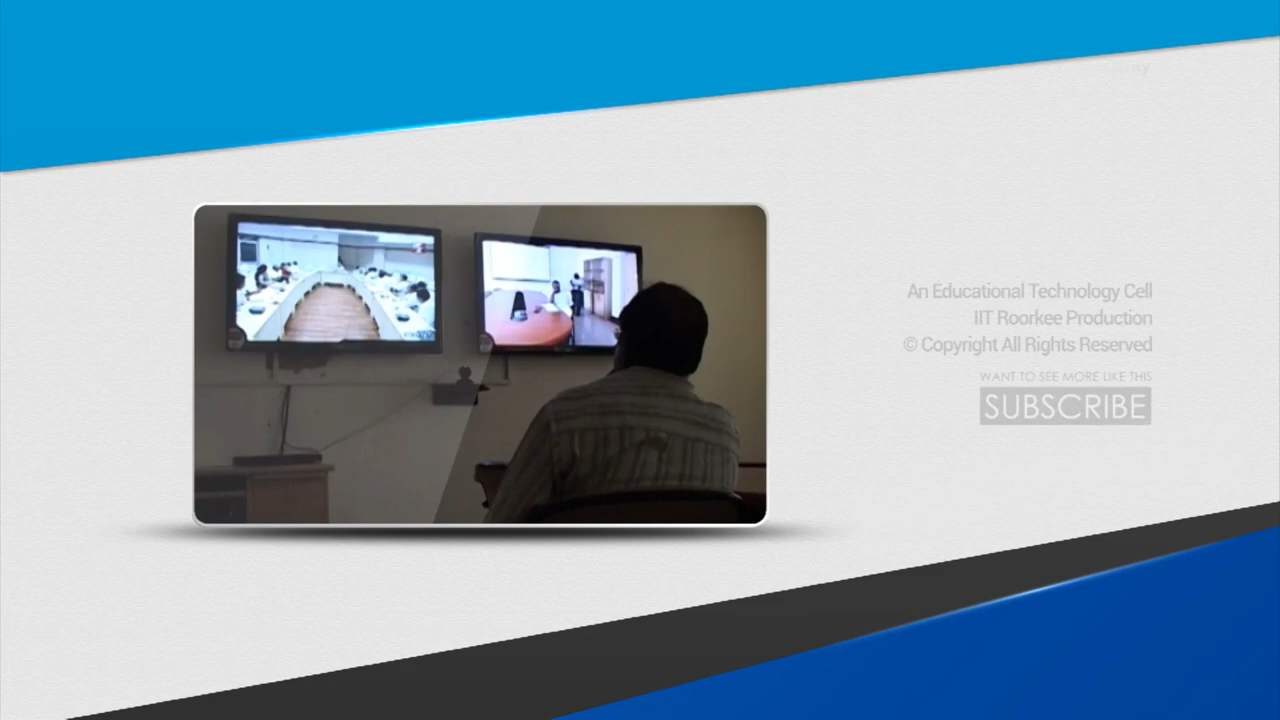 An Educational Technology Cell
IIT Roorkee Production
© Copyright All Rights Reserved
WANT TO SEE MORE LIKE THIS
SUBSCRIBE